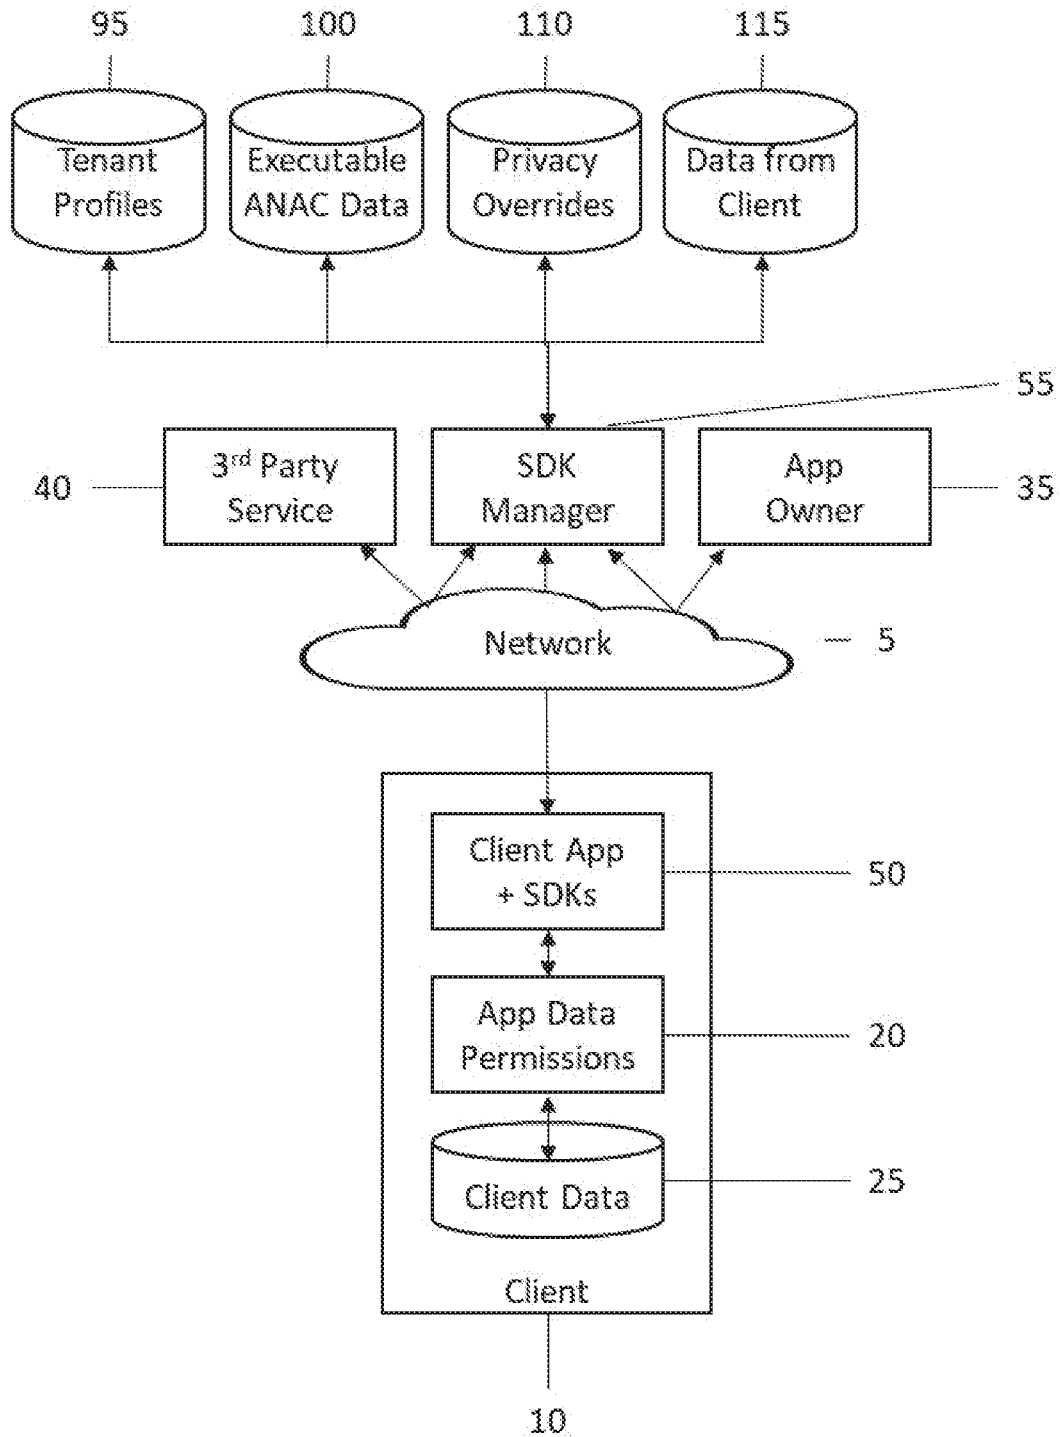 95
100
110
115
Tenant
Profiles
Executable
ANAC Data
Privacy
Overrides
Data from
Client
55
40
3rd Party
Service
SDK
Manager
App
Owner
35
Network
5
Client App
+ SDKs
50
App Data
Permissions
20
Client Data
25
Client
10